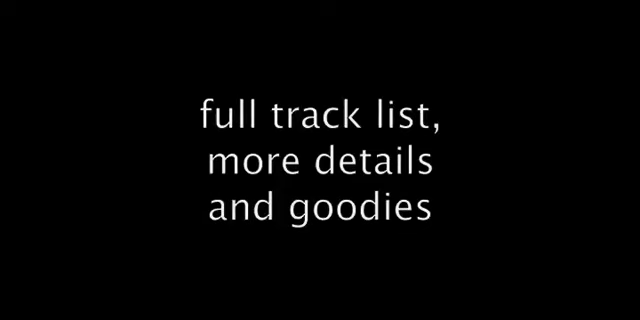 full track list,
more details
and goodies